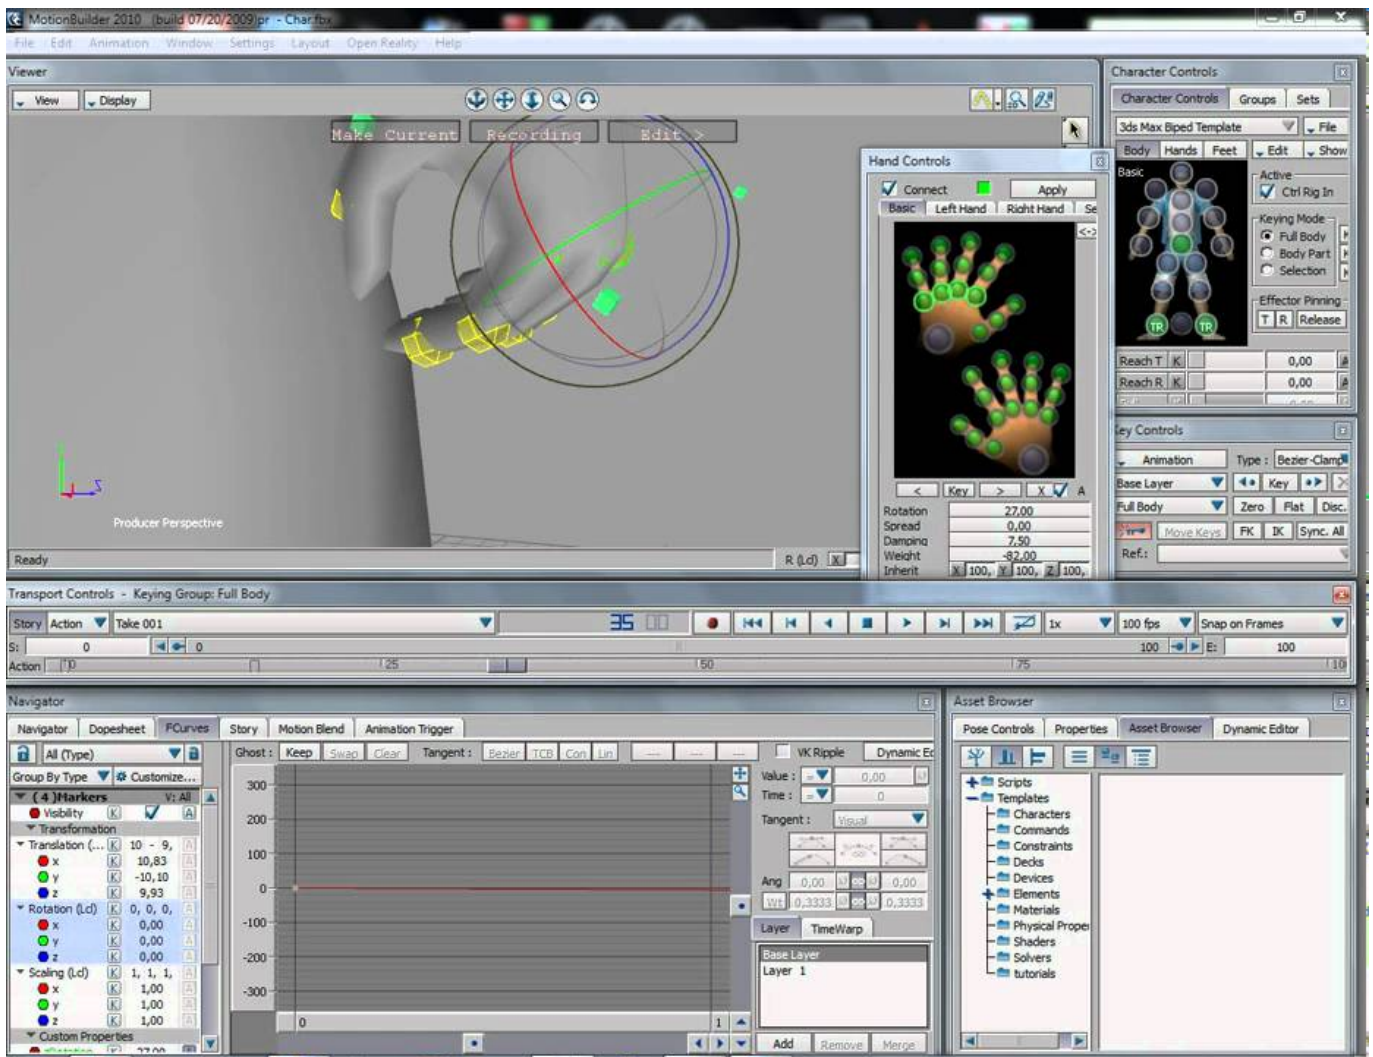 MotionBuilder 2010 (build 07/20/2009)pr - Char.fbx
File Edit Animation Window Settings Layout Open Reality Help
Viewer
View Display
Make Current Recording Edit >
Producer Perspective
Ready R (Lcl) X
Hand Controls
Connect Apply
Basic Left Hand Right Hand Se
<->
< Key > X A
Rotation 27,00
Spread 0,00
Damping 7,50
Weight -82,00
Inherit X 100, Y 100, Z 100,
Character Controls
Character Controls Groups Sets
3ds Max Biped Template File
Body Hands Feet Edit Show
Basic
Active
Ctrl Rig In
Keying Mode
Full Body
Body Part
Selection
Effector Pinning
T R Release
TR TR
Reach T K 0,00 A
Reach R K 0,00 A
Key Controls
Animation Type : Bezier-Clamp
Base Layer Key
Full Body Zero Flat Disc.
Move Keys FK IK Sync. All
Ref.:
Transport Controls - Keying Group: Full Body
Story Action Take 001 35 1x 100 fps Snap on Frames
S: 0 0 100 E: 100
Action 0 25 50 75 10
Navigator
Navigator Dopesheet FCurves Story Motion Blend Animation Trigger
All (Type)
Group By Type Customize...
Ghost : Keep Swap Clear Tangent : Bezier TCB Con Lin --- --- --- VK Ripple Dynamic Ed
(4)Markers V: All
Visibility K A
Transformation
Translation (... K 10 - 9, A
x K 10,83 A
y K -10,10 A
z K 9,93 A
Rotation (Lcl) K 0, 0, 0, A
x K 0,00 A
y K 0,00 A
z K 0,00 A
Scaling (Lcl) K 1, 1, 1, A
x K 1,00 A
y K 1,00 A
z K 1,00 A
Custom Properties
300
200
100
0
-100
-200
-300
0 1
Value : = 0,00
Time : = 0
Tangent : Visual
Ang 0,00 0,00
Wt 0,3333 0,3333
Layer TimeWarp
Base Layer
Layer 1
Add Remove Merge
Asset Browser
Pose Controls Properties Asset Browser Dynamic Editor
Scripts
Templates
Characters
Commands
Constraints
Decks
Devices
Elements
Materials
Physical Proper
Shaders
Solvers
tutorials